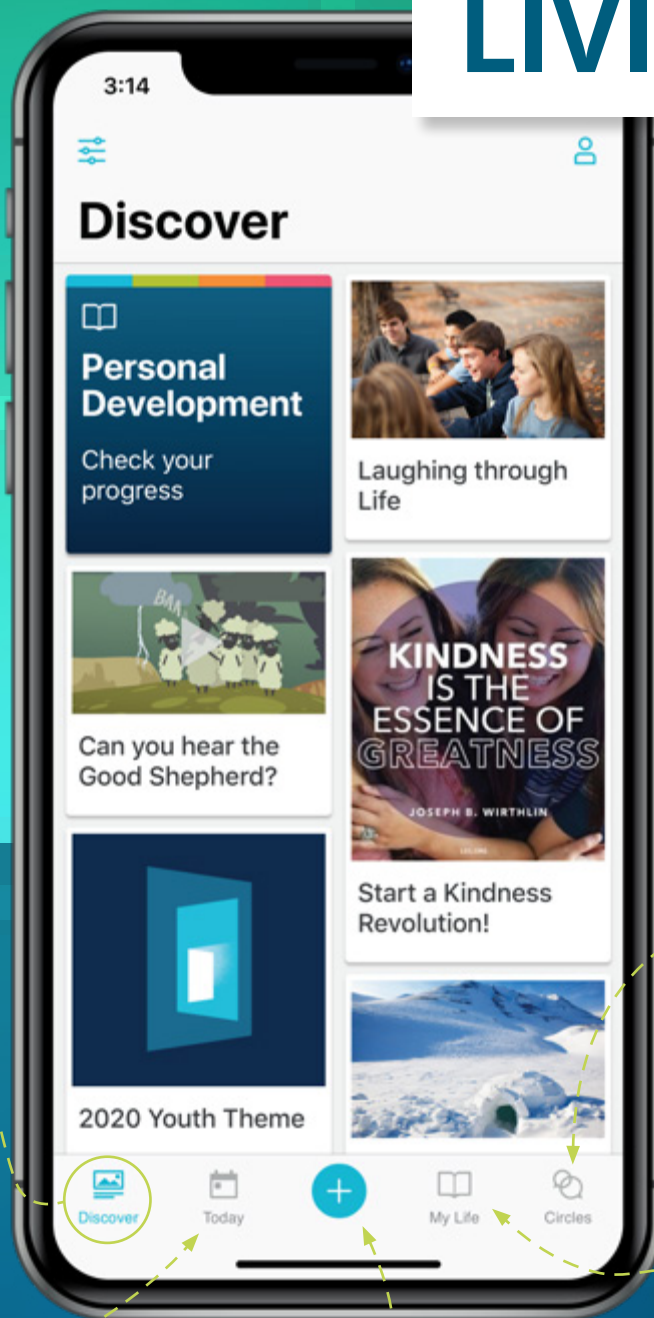 LIVI
3:14
Discover
Personal
Development
Check your
progress
Laughing through
Life
BAA
Can you hear the
Good Shepherd?
KINDNESS
IS THE
ESSENCE OF
GREATNESS
JOSEPH B. WIRTHLIN
Start a Kindness
Revolution!
2020 Youth Theme
Discover
Today
My Life
Circles